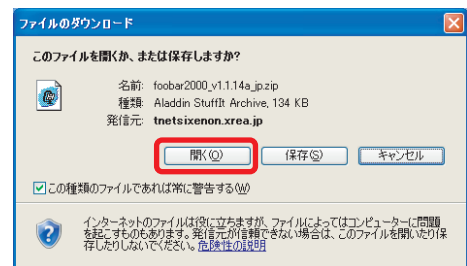 ファイルのダウンロード
このファイルを開くか、または保存しますか?
名前: foobar2000_v1.1.14a_jp.zip
種類: Aladdin StuffIt Archive, 134 KB
発信元: tnetsixenon.xrea.jp
開く(O) 保存(S) キャンセル
この種類のファイルであれば常に警告する(W)
インターネットのファイルは役に立ちますが、ファイルによってはコンピューターに問題
を起こすものもあります。発信元が信頼できない場合は、このファイルを開いたり保
存したりしないでください。危険性の説明